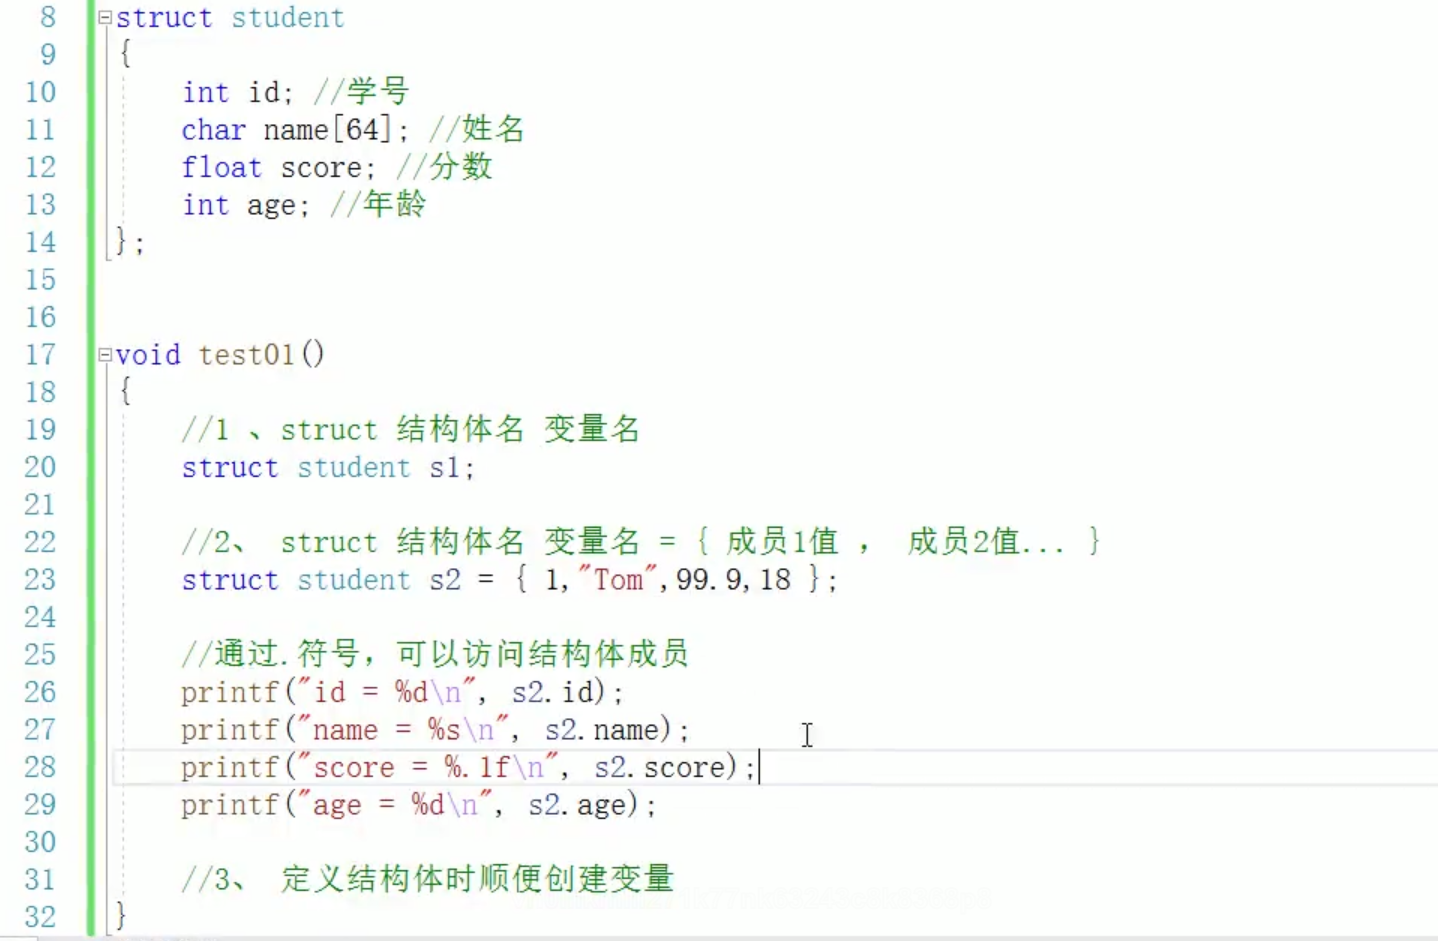 8 struct student
9 {
10 int id; //学号
11 char name[64]; //姓名
12 float score; //分数
13 int age; //年龄
14 };
15
16
17 void test01()
18 {
19 //1 、struct 结构体名 变量名
20 struct student s1;
21
22 //2、 struct 结构体名 变量名 = { 成员1值 , 成员2值... }
23 struct student s2 = { 1,"Tom",99.9,18 };
24
25 //通过.符号，可以访问结构体成员
26 printf("id = %d\n", s2.id);
27 printf("name = %s\n", s2.name);
28 printf("score = %.1f\n", s2.score);
29 printf("age = %d\n", s2.age);
30
31 //3、 定义结构体时顺便创建变量
32 }